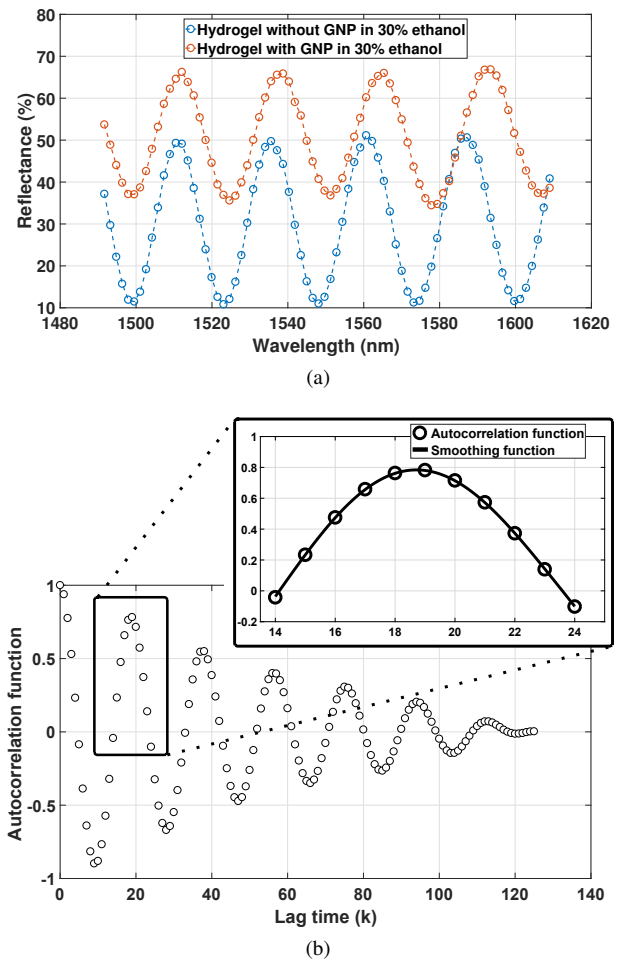 80
70
60
50
40
30
20
10
Reflectance (%)
Hydrogel without GNP in 30% ethanol
Hydrogel with GNP in 30% ethanol
1480 1500 1520 1540 1560 1580 1600 1620
Wavelength (nm)
(a)
1
0.8
0.6
0.4
0.2
0
-0.2
Autocorrelation function
Smoothing function
14 16 18 20 22 24
1
0.5
0
-0.5
-1
Autocorrelation function
0 20 40 60 80 100 120 140
Lag time (k)
(b)